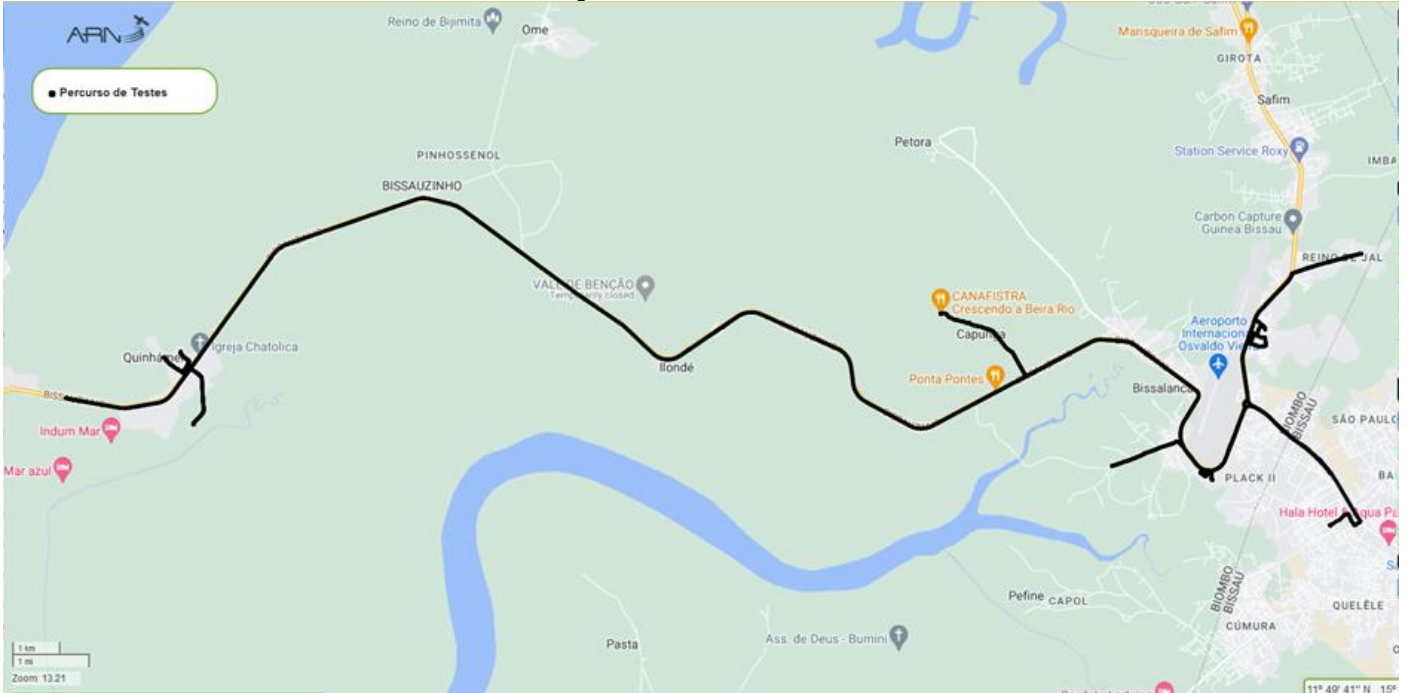 ARN
Percurso de Testes
Reino de Bijimita
Ome
Marisqueira de Safim
GIROTA
Safim
Station Service Roxy
IMBA
Petora
PINHOSSENOL
BISSAUZINHO
Carbon Capture
Guinea Bissau
REINO DE JAL
VALE DE BENÇÃO
Temporarily closed
CANAFISTRA
Crescendo a Beira Rio
Capunga
Aeroporto
Internacional
Osvaldo Vieira
Igreja Chatolica
Quinhámel
Ilondé
Ponta Pontes
Bissalanca
BIOMBO
BISSAU
SÃO PAULO
Indum Mar
Mar azul
PLACK II
BA
Hala Hotel & Aqua Pa
Pefine
CAPOL
BIOMBO
BISSAU
QUELÉLE
CÚMURA
Pasta
Ass. de Deus - Bumini
1 km
1 mi
Zoom: 13.21
11° 49' 41" N 15°